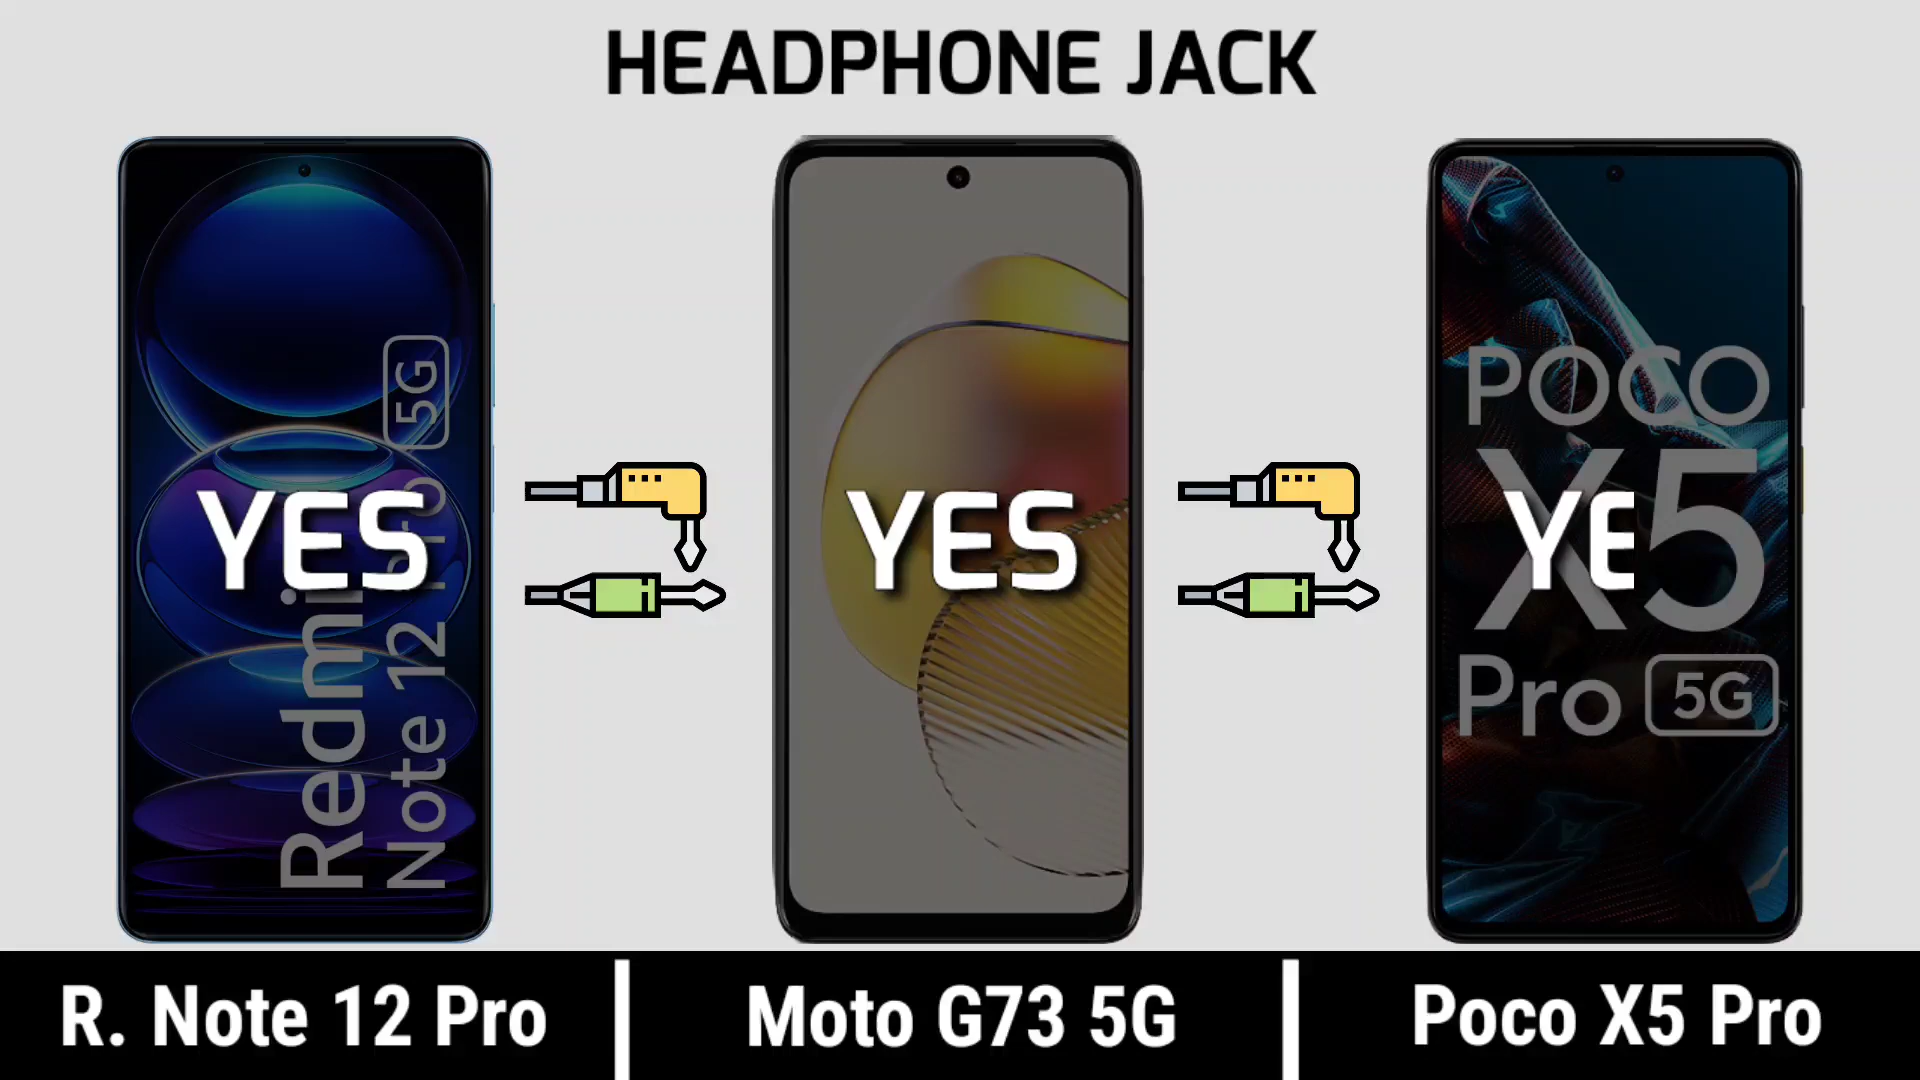 HEADPHONE JACK
Redmi
Note 12 Pro 5G
YES
YES
POCO
X5
Pro 5G
YE
R. Note 12 Pro
Moto G73 5G
Poco X5 Pro